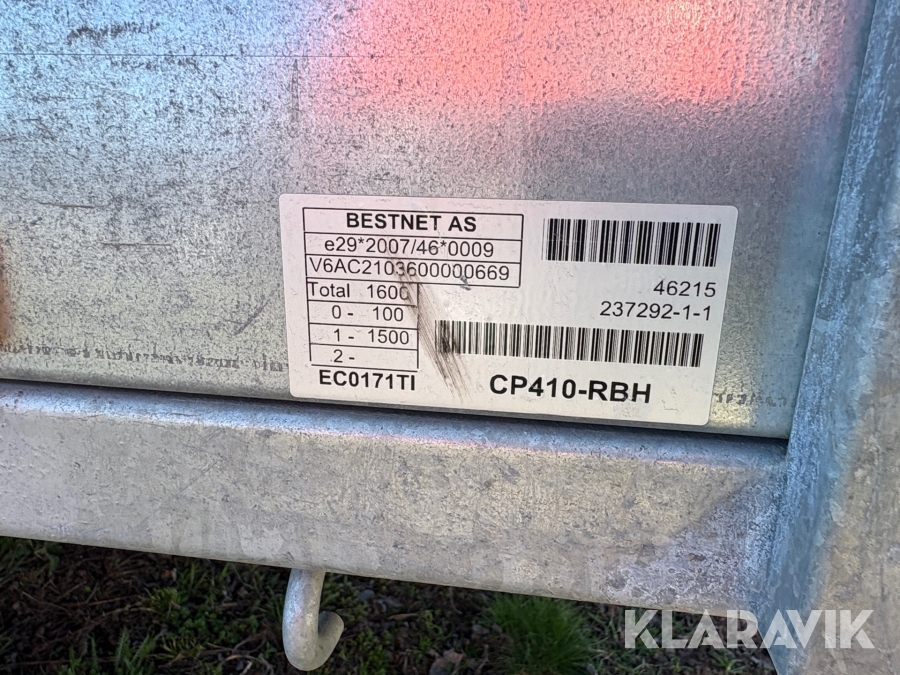 BESTNET AS
e29*2007/46*0009
V6AC2103600000669
Total 1600
0 - 100
1 - 1500
2 -
EC0171TI
46215
237292-1-1
CP410-RBH
KLARAVIK